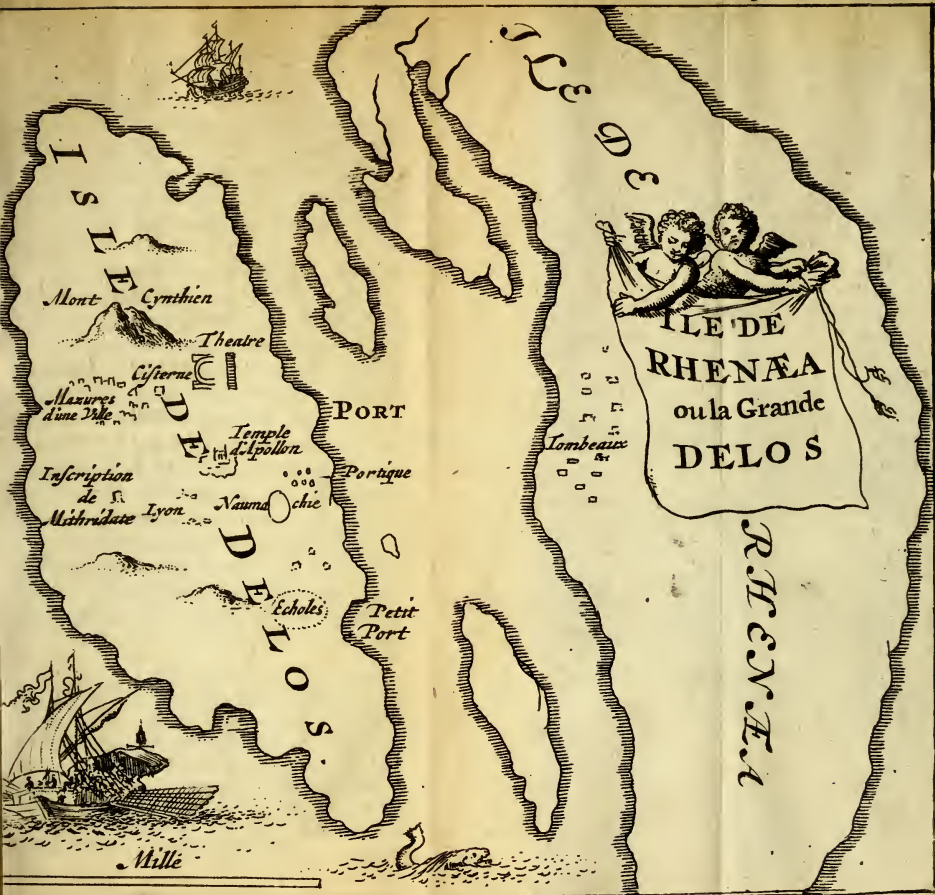 ISLE DE DELOS.
ILE DE RHENÆA
Mont Cynthien
Theatre
Cisterne
Mazures
d'une Ville
Temple
d'Apollon
PORT
Portique
Inscription
de
Mithridate
Lyon
Naumachie
Echoles
Petit
Port
Tombeaux
ILE DE
RHENÆA
ou la Grande
DELOS
Millé